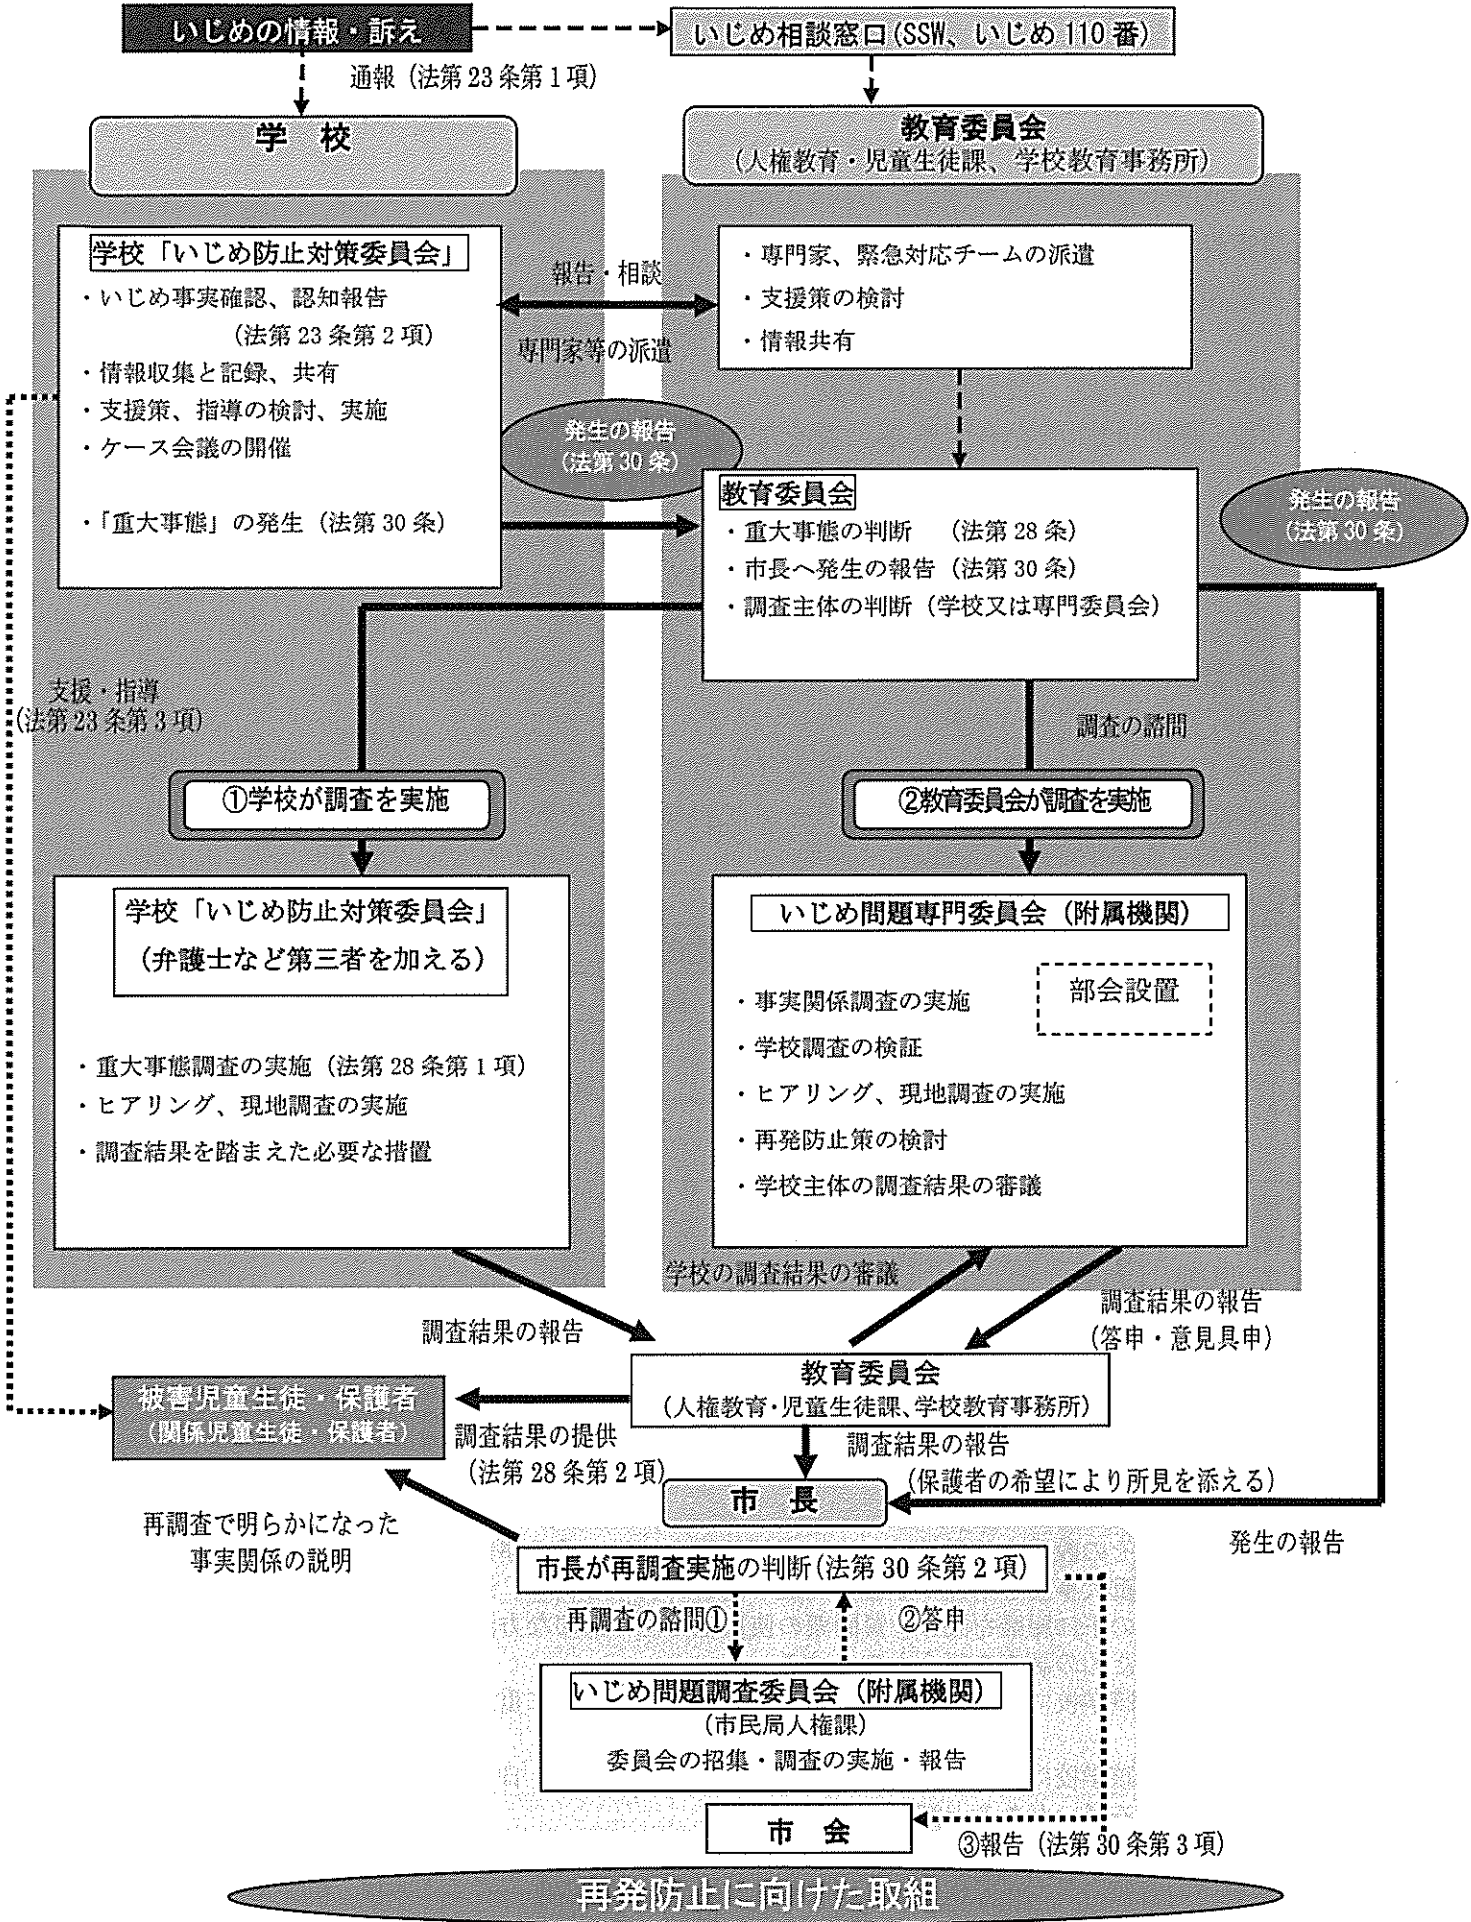 いじめの情報・訴え
いじめ相談窓口(SSW、いじめ110番)
通報(法第23条第1項)
学 校
教育委員会
(人権教育・児童生徒課、学校教育事務所)
学校「いじめ防止対策委員会」
・いじめ事実確認、認知報告
(法第23条第2項)
・情報収集と記録、共有
・支援策、指導の検討、実施
・ケース会議の開催
・「重大事態」の発生(法第30条)
報告・相談
専門家等の派遣
・専門家、緊急対応チームの派遣
・支援策の検討
・情報共有
発生の報告
(法第30条)
教育委員会
・重大事態の判断 (法第28条)
・市長へ発生の報告(法第30条)
・調査主体の判断(学校又は専門委員会)
発生の報告
(法第30条)
支援・指導
(法第23条第3項)
調査の諮問
①学校が調査を実施
②教育委員会が調査を実施
学校「いじめ防止対策委員会」
(弁護士など第三者を加える)
・重大事態調査の実施(法第28条第1項)
・ヒアリング、現地調査の実施
・調査結果を踏まえた必要な措置
いじめ問題専門委員会(附属機関)
部会設置
・事実関係調査の実施
・学校調査の検証
・ヒアリング、現地調査の実施
・再発防止策の検討
・学校主体の調査結果の審議
学校の調査結果の審議
調査結果の報告
(答申・意見具申)
調査結果の報告
教育委員会
(人権教育・児童生徒課、学校教育事務所)
被害児童生徒・保護者
(関係児童生徒・保護者)
調査結果の提供
(法第28条第2項)
調査結果の報告
(保護者の希望により所見を添える)
市 長
発生の報告
再調査で明らかになった
事実関係の説明
市長が再調査実施の判断(法第30条第2項)
再調査の諮問①
②答申
いじめ問題調査委員会(附属機関)
(市民局人権課)
委員会の招集・調査の実施・報告
市 会
③報告(法第30条第3項)
再発防止に向けた取組